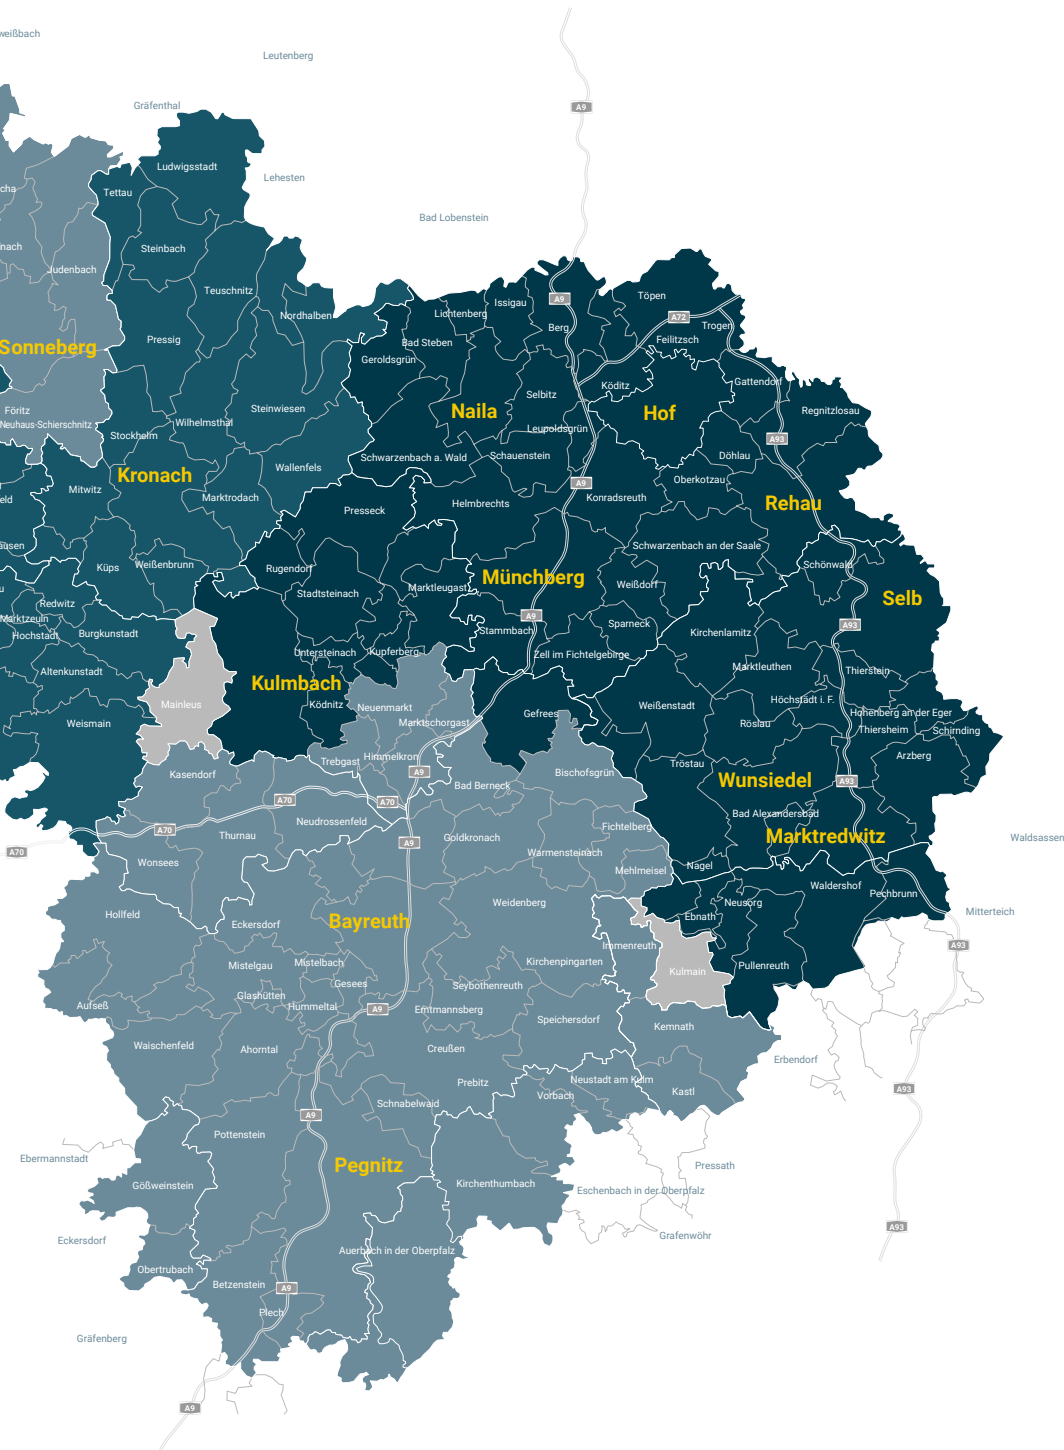 weißbach
Leutenberg
Gräfenthal
A9
Ludwigsstadt
Lehesten
cha
Tettau
Bad Lobenstein
nach
Steinbach
Judenbach
Teuschnitz
Töpen
A9
Issigau
Nordhalben
Lichtenberg
A72
Trogen
Berg
Sonneberg
Pressig
Bad Steben
Feilitzsch
Geroldsgrün
Gattendorf
Köditz
Selbitz
Föritz
Steinwiesen
Naila
Hof
Regnitzlosau
Neuhaus-Schierschnitz
Wilhelmsthal
Stockheim
Leupoldsgrün
A93
Schwarzenbach a. Wald
Schauenstein
Döhlau
Wallenfels
Kronach
Oberkotzau
A9
Mitwitz
Marktrodach
eld
Presseck
Helmbrechts
Konradsreuth
Rehau
ausen
Schwarzenbach an der Saale
Küps
Weißenbrunn
Rugendorf
Schönwald
Münchberg
Stadtsteinach
Marktleugast
Weißdorf
u
Redwitz
Selb
Marktzeuln
A9
Sparneck
A93
Hochstadt
Burgkunstadt
Stammbach
Kirchenlamitz
Untersteinach
Kupferberg
Zell im Fichtelgebirge
Altenkunstadt
Marktleuthen
Thierstein
Kulmbach
Mainleus
Ködnitz
Neuenmarkt
Weißenstadt
Höchstädt i. F.
Gefrees
Hohenberg an der Eger
Weismain
Marktschorgast
Röslau
Thiersheim
Schirnding
Trebgast
Himmelkron
Arzberg
Kasendorf
A9
Bischofsgrün
Tröstau
Wunsiedel
A93
Bad Berneck
A70
A70
Bad Alexandersbad
Neudrossenfeld
Fichtelberg
A70
Thurnau
Goldkronach
Marktredwitz
Waldsassen
A9
A70
Warmensteinach
Wonsees
Mehlmeisel
Nagel
Waldershof
Pechbrunn
Weidenberg
Neusorg
Hollfeld
Bayreuth
Ebnath
Mitterteich
Eckersdorf
Immenreuth
A93
Mistelgau
Mistelbach
Kirchenpingarten
Pullenreuth
Kulmain
Gesees
Seybothenreuth
Glashütten
Aufseß
Hummeltal
A9
Emtmannsberg
Speichersdorf
Kemnath
Waischenfeld
Ahorntal
Creußen
Erbendorf
Prebitz
Neustadt am Kulm
A93
Vorbach
Kastl
Schnabelwaid
A9
Pottenstein
Ebermannstadt
Pegnitz
Pressath
Gößweinstein
Kirchenthumbach
Eschenbach in der Oberpfalz
A93
Eckersdorf
Grafenwöhr
Auerbach in der Oberpfalz
Obertrubach
Betzenstein
A9
Plech
Gräfenberg
A9